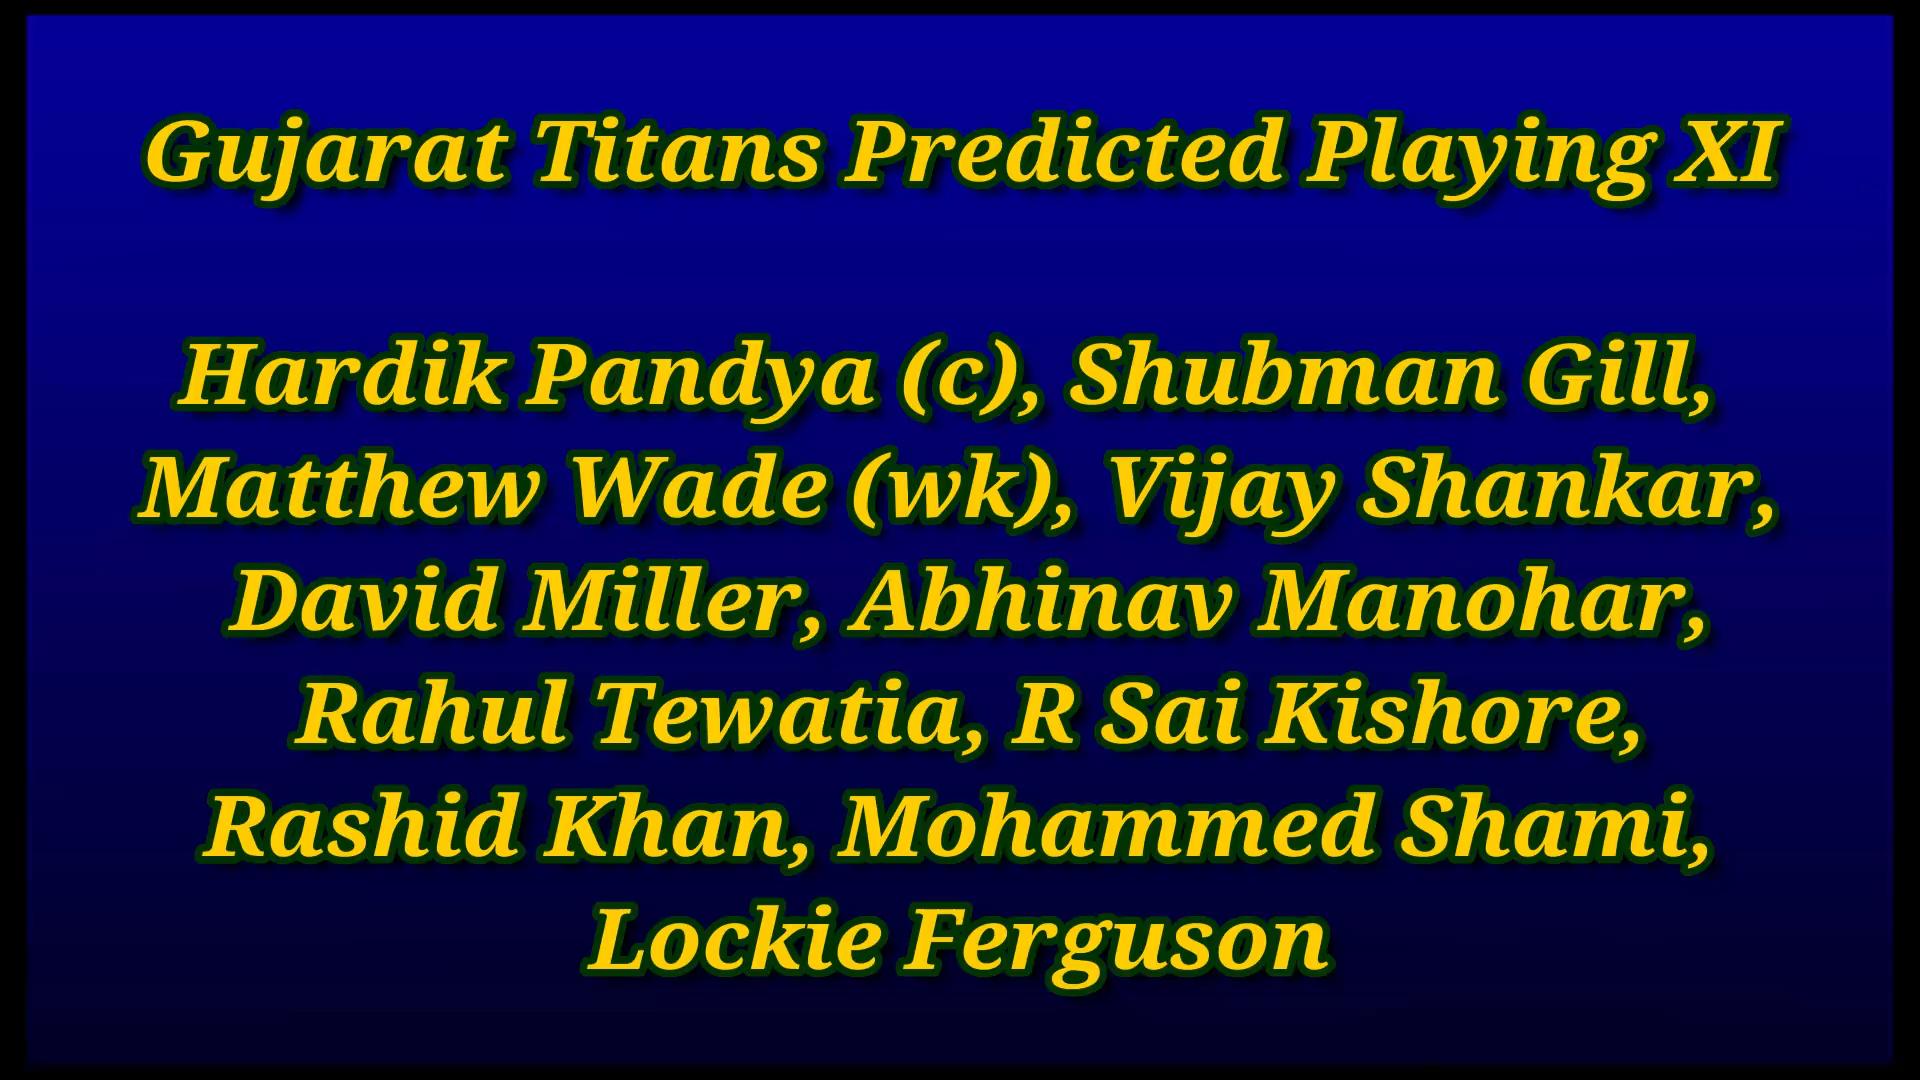 Gujarat Titans Predicted Playing XI
Hardik Pandya (c), Shubman Gill,
Matthew Wade (wk), Vijay Shankar,
David Miller, Abhinav Manohar,
Rahul Tewatia, R Sai Kishore,
Rashid Khan, Mohammed Shami,
Lockie Ferguson